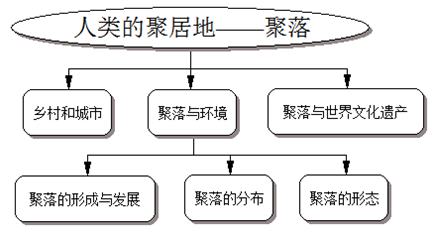 人类的聚居地——聚落
乡村和城市
聚落与环境
聚落与世界文化遗产
聚落的形成与发展
聚落的分布
聚落的形态